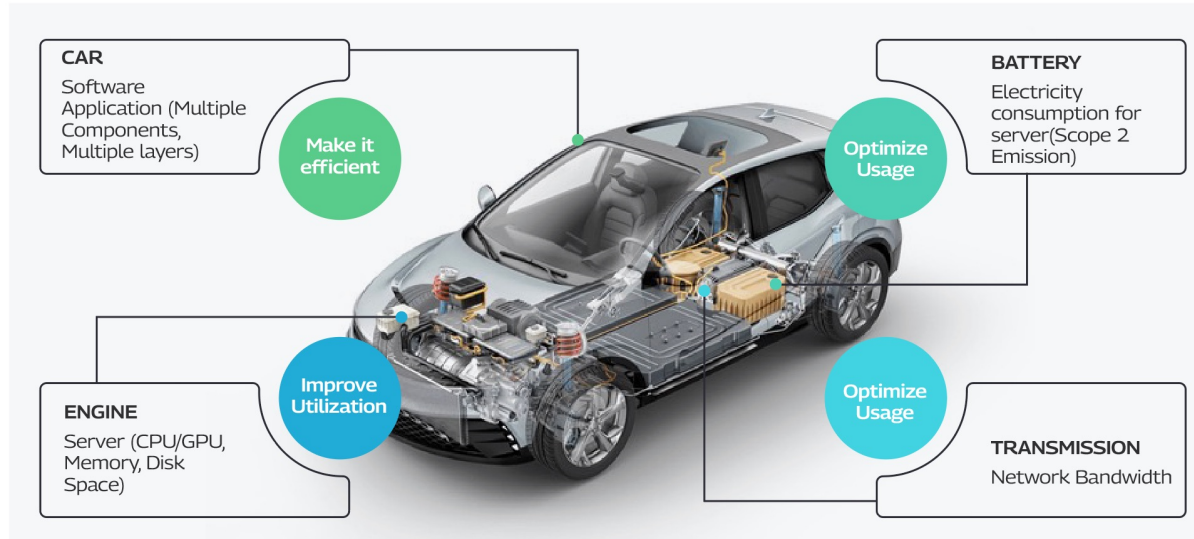 CAR
Software
Application (Multiple
Components,
Multiple layers)
Make it
efficient
BATTERY
Electricity
consumption for
server(Scope 2
Emission)
Optimize
Usage
ENGINE
Server (CPU/GPU,
Memory, Disk
Space)
Improve
Utilization
TRANSMISSION
Network Bandwidth
Optimize
Usage